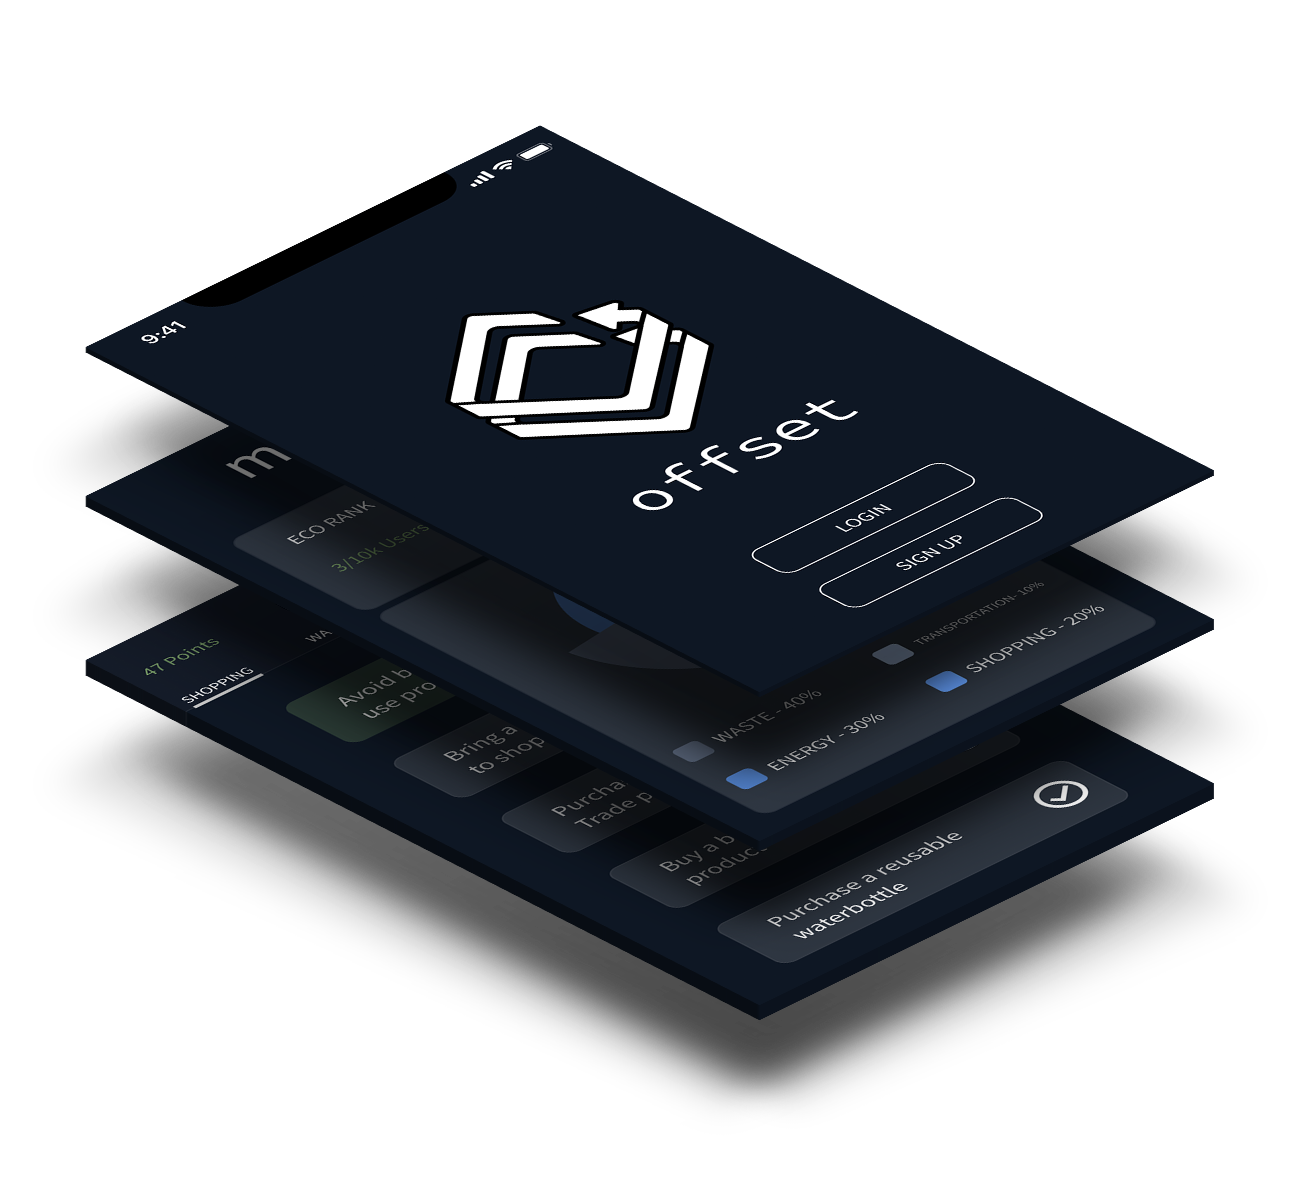 9:41
offset
LOGIN
SIGN UP
m
ECO RANK
3/10k Users
TRANSPORTATION- 10%
WASTE - 40%
SHOPPING - 20%
ENERGY - 30%
47 Points
SHOPPING
WA
Avoid b
use pro
Bring a
to shop
Purcha
Trade p
Buy a b
product
Purchase a reusable
waterbottle